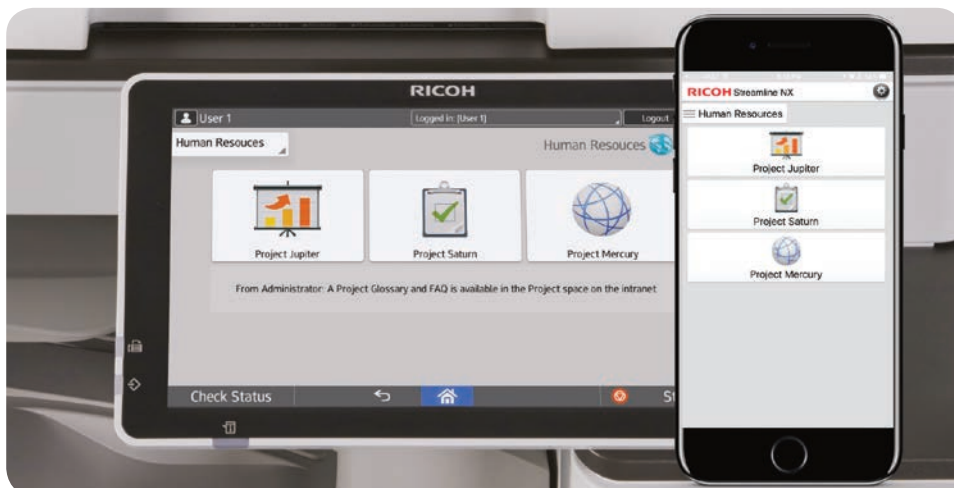 RICOH
User 1
Logged in: [User 1]
Logout
Human Resouces
Human Resouces
Project Jupiter
Project Saturn
Project Mercury
From Administrator: A Project Glossary and FAQ is available in the Project space on the intranet
Check Status
RICOH Streamline NX
Human Resources
Project Jupiter
Project Saturn
Project Mercury